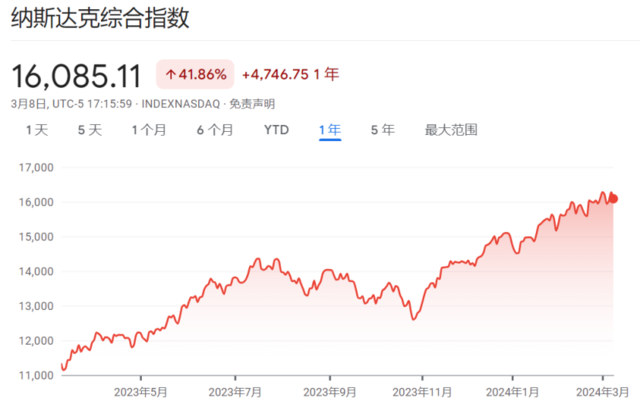 纳斯达克综合指数
16,085.11 ↑41.86% +4,746.75 1 年
3月8日, UTC-5 17:15:59 · INDEXNASDAQ · 免责声明
1 天 5 天 1 个月 6 个月 YTD 1 年 5 年 最大范围
17,000
16,000
15,000
14,000
13,000
12,000
11,000
2023年5月 2023年7月 2023年9月 2023年11月 2024年1月 2024年3月